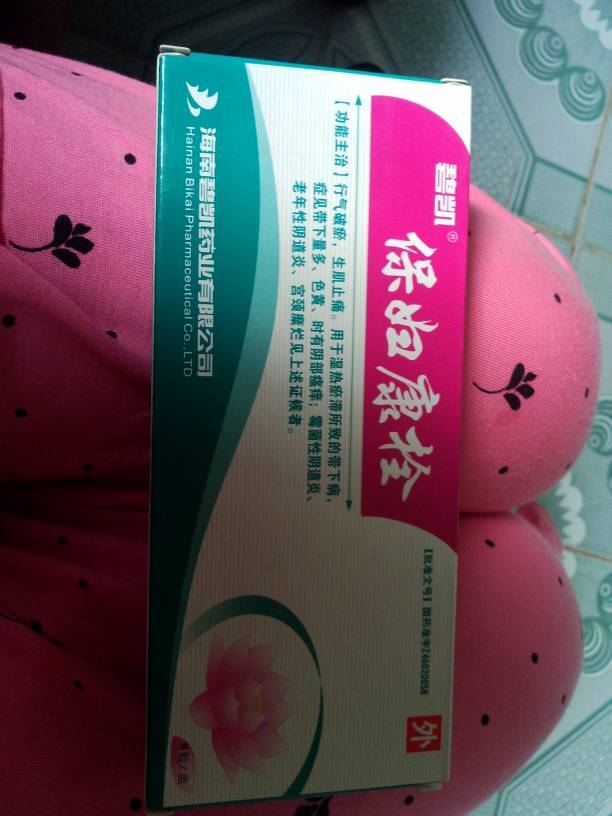 碧凯®
保妇康栓
【功能主治】行气破瘀，生肌止痛。用于湿热瘀滞所致的带下病，
症见带下量多、色黄、时有阴部瘙痒；霉菌性阴道炎、
老年性阴道炎、宫颈糜烂见上述证候者。
【批准文号】国药准字Z46020058
外
海南碧凯药业有限公司
Hainan Bikai Pharmaceutical Co.,LTD
8粒/盒